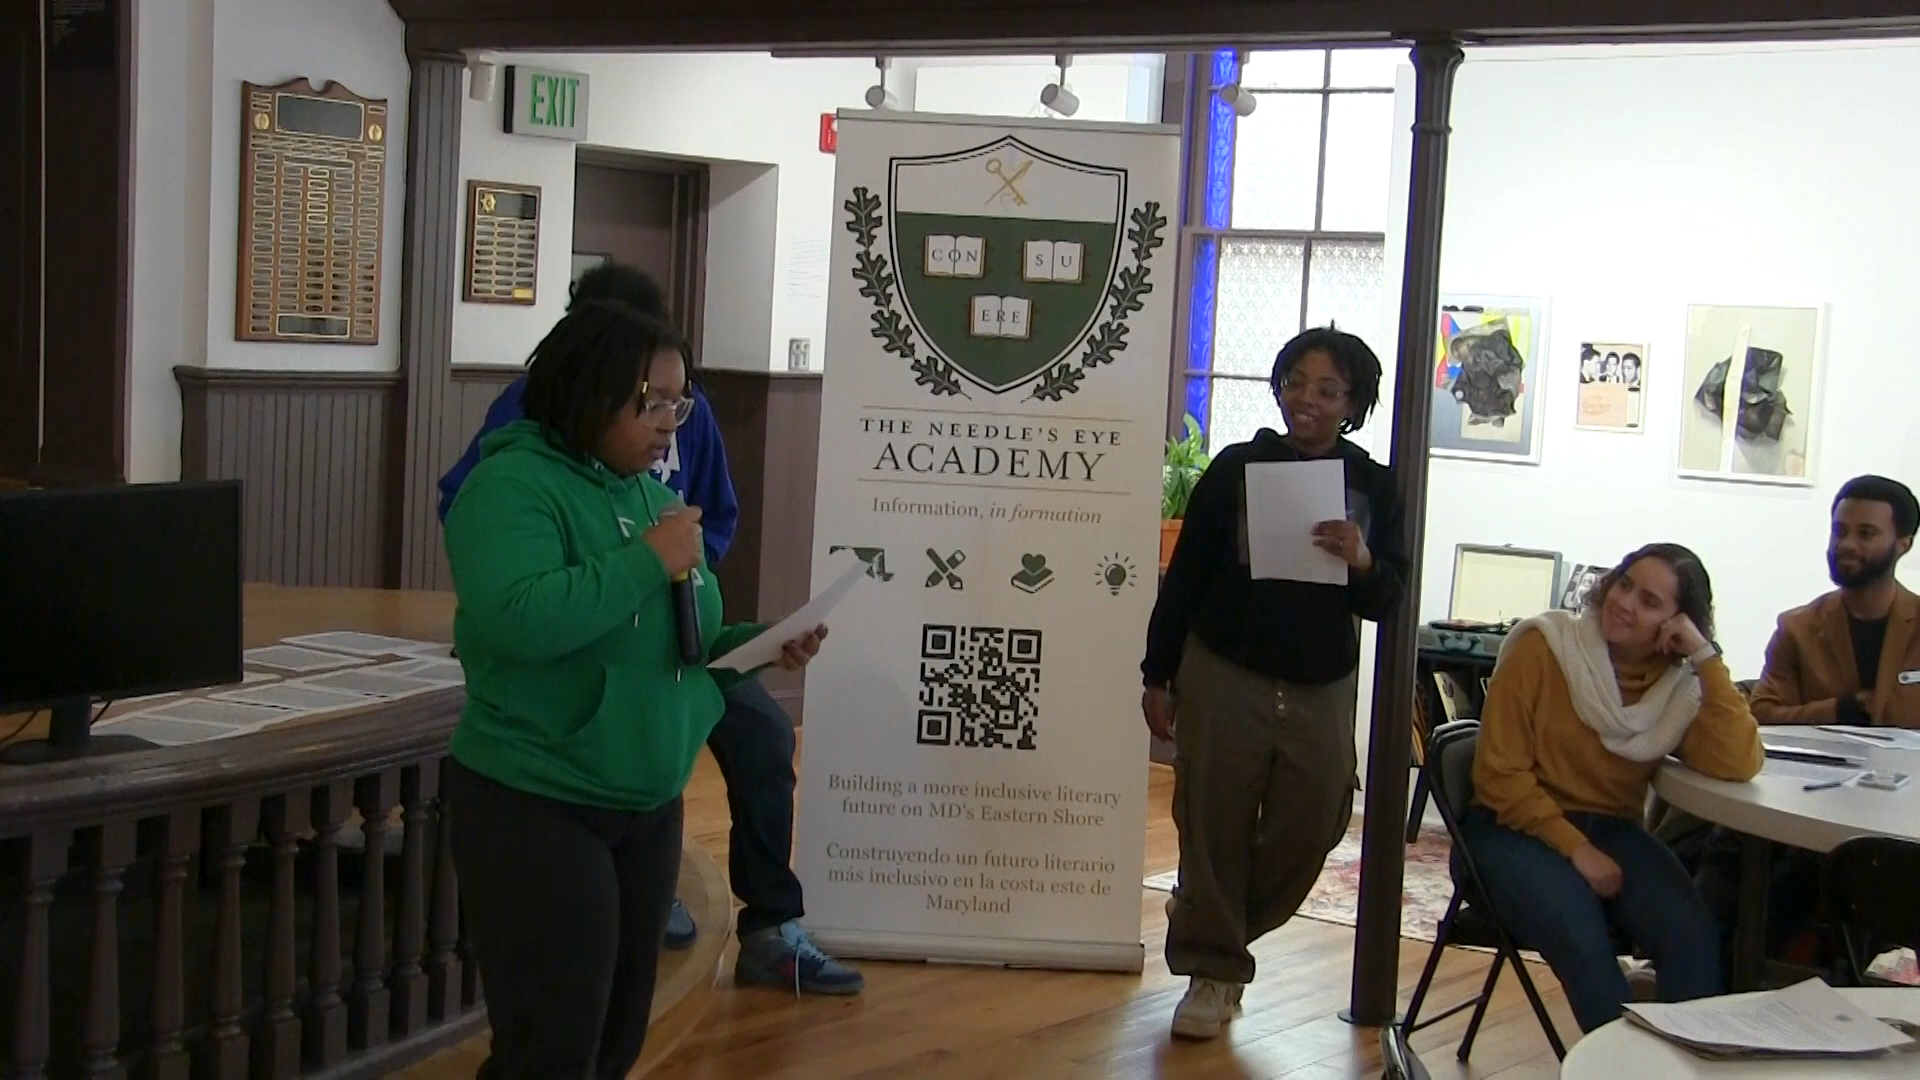 EXIT
CON
SU
ERE
THE NEEDLE'S EYE
ACADEMY
Information, in formation
Building a more inclusive literary
future on MD's Eastern Shore
Construyendo un futuro literario
más inclusivo en la costa este de
Maryland